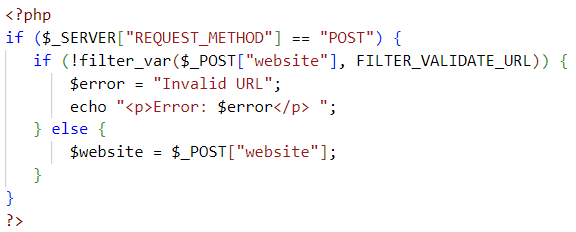 <?php
if ($_SERVER["REQUEST_METHOD"] == "POST") {
    if (!filter_var($_POST["website"], FILTER_VALIDATE_URL)) {
        $error = "Invalid URL";
        echo "<p>Error: $error</p> ";
    } else {
        $website = $_POST["website"];
    }
}
?>